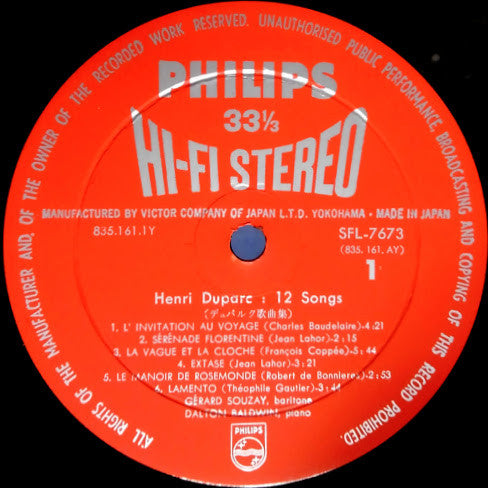 ALL RIGHTS OF THE MANUFACTURER AND, OF THE OWNER OF THE RECORDED WORK RESERVED. UNAUTHORISED PUBLIC PERFORMANCE, BROADCASTING AND COPYING OF THIS RECORD PROHIBITED.
PHILIPS
33⅓
HI-FI STEREO
MANUFACTURED BY VICTOR COMPANY OF JAPAN L.T.D. YOKOHAMA · MADE IN JAPAN
835.161.1Y
SFL-7673
(835. 161. AY)
1
Henri Duparc : 12 Songs
(デュパルク歌曲集)
1. L' INVITATION AU VOYAGE (Charles Baudelaire)-4:21
2. SÉRÉNADE FLORENTINE (Jean Lahor)-2:15
3. LA VAGUE ET LA CLOCHE (François Coppée)-5:44
4. EXTASE (Jean Lahor)-3:21
5. LE MANOIR DE ROSEMONDE (Robert de Bonnieres)-2:53
6. LAMENTO (Théophile Gautier)-3:44
GÉRARD SOUZAY, baritone
DALTON BALDWIN, piano
PHILIPS